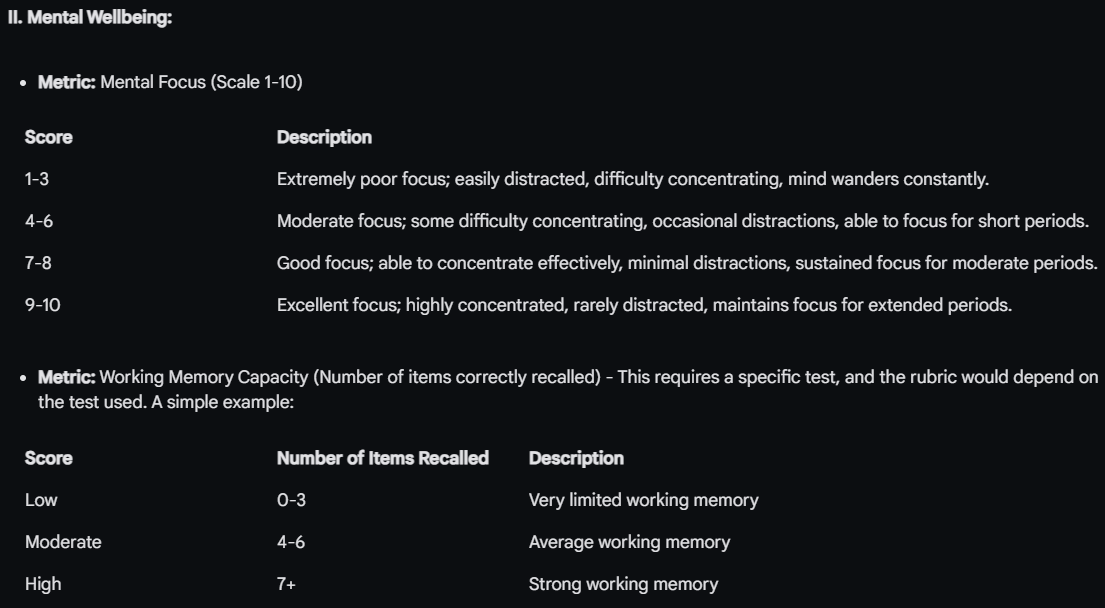 II. Mental Wellbeing:
• Metric: Mental Focus (Scale 1-10)
Score Description
1-3 Extremely poor focus; easily distracted, difficulty concentrating, mind wanders constantly.
4-6 Moderate focus; some difficulty concentrating, occasional distractions, able to focus for short periods.
7-8 Good focus; able to concentrate effectively, minimal distractions, sustained focus for moderate periods.
9-10 Excellent focus; highly concentrated, rarely distracted, maintains focus for extended periods.
• Metric: Working Memory Capacity (Number of items correctly recalled) - This requires a specific test, and the rubric would depend on
the test used. A simple example:
Score Number of Items Recalled Description
Low 0-3 Very limited working memory
Moderate 4-6 Average working memory
High 7+ Strong working memory